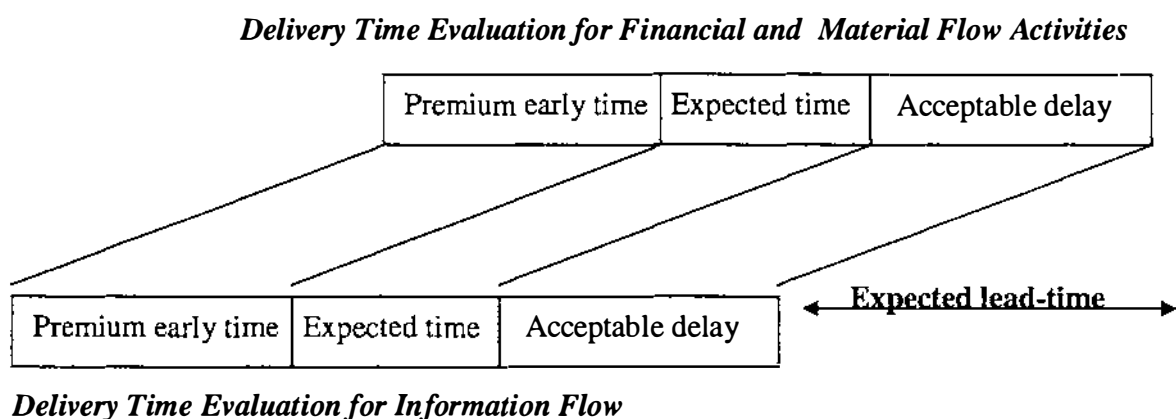 Delivery Time Evaluation for Financial and Material Flow Activities
Premium early time Expected time Acceptable delay
Expected lead-time
Premium early time Expected time Acceptable delay
Delivery Time Evaluation for Information Flow